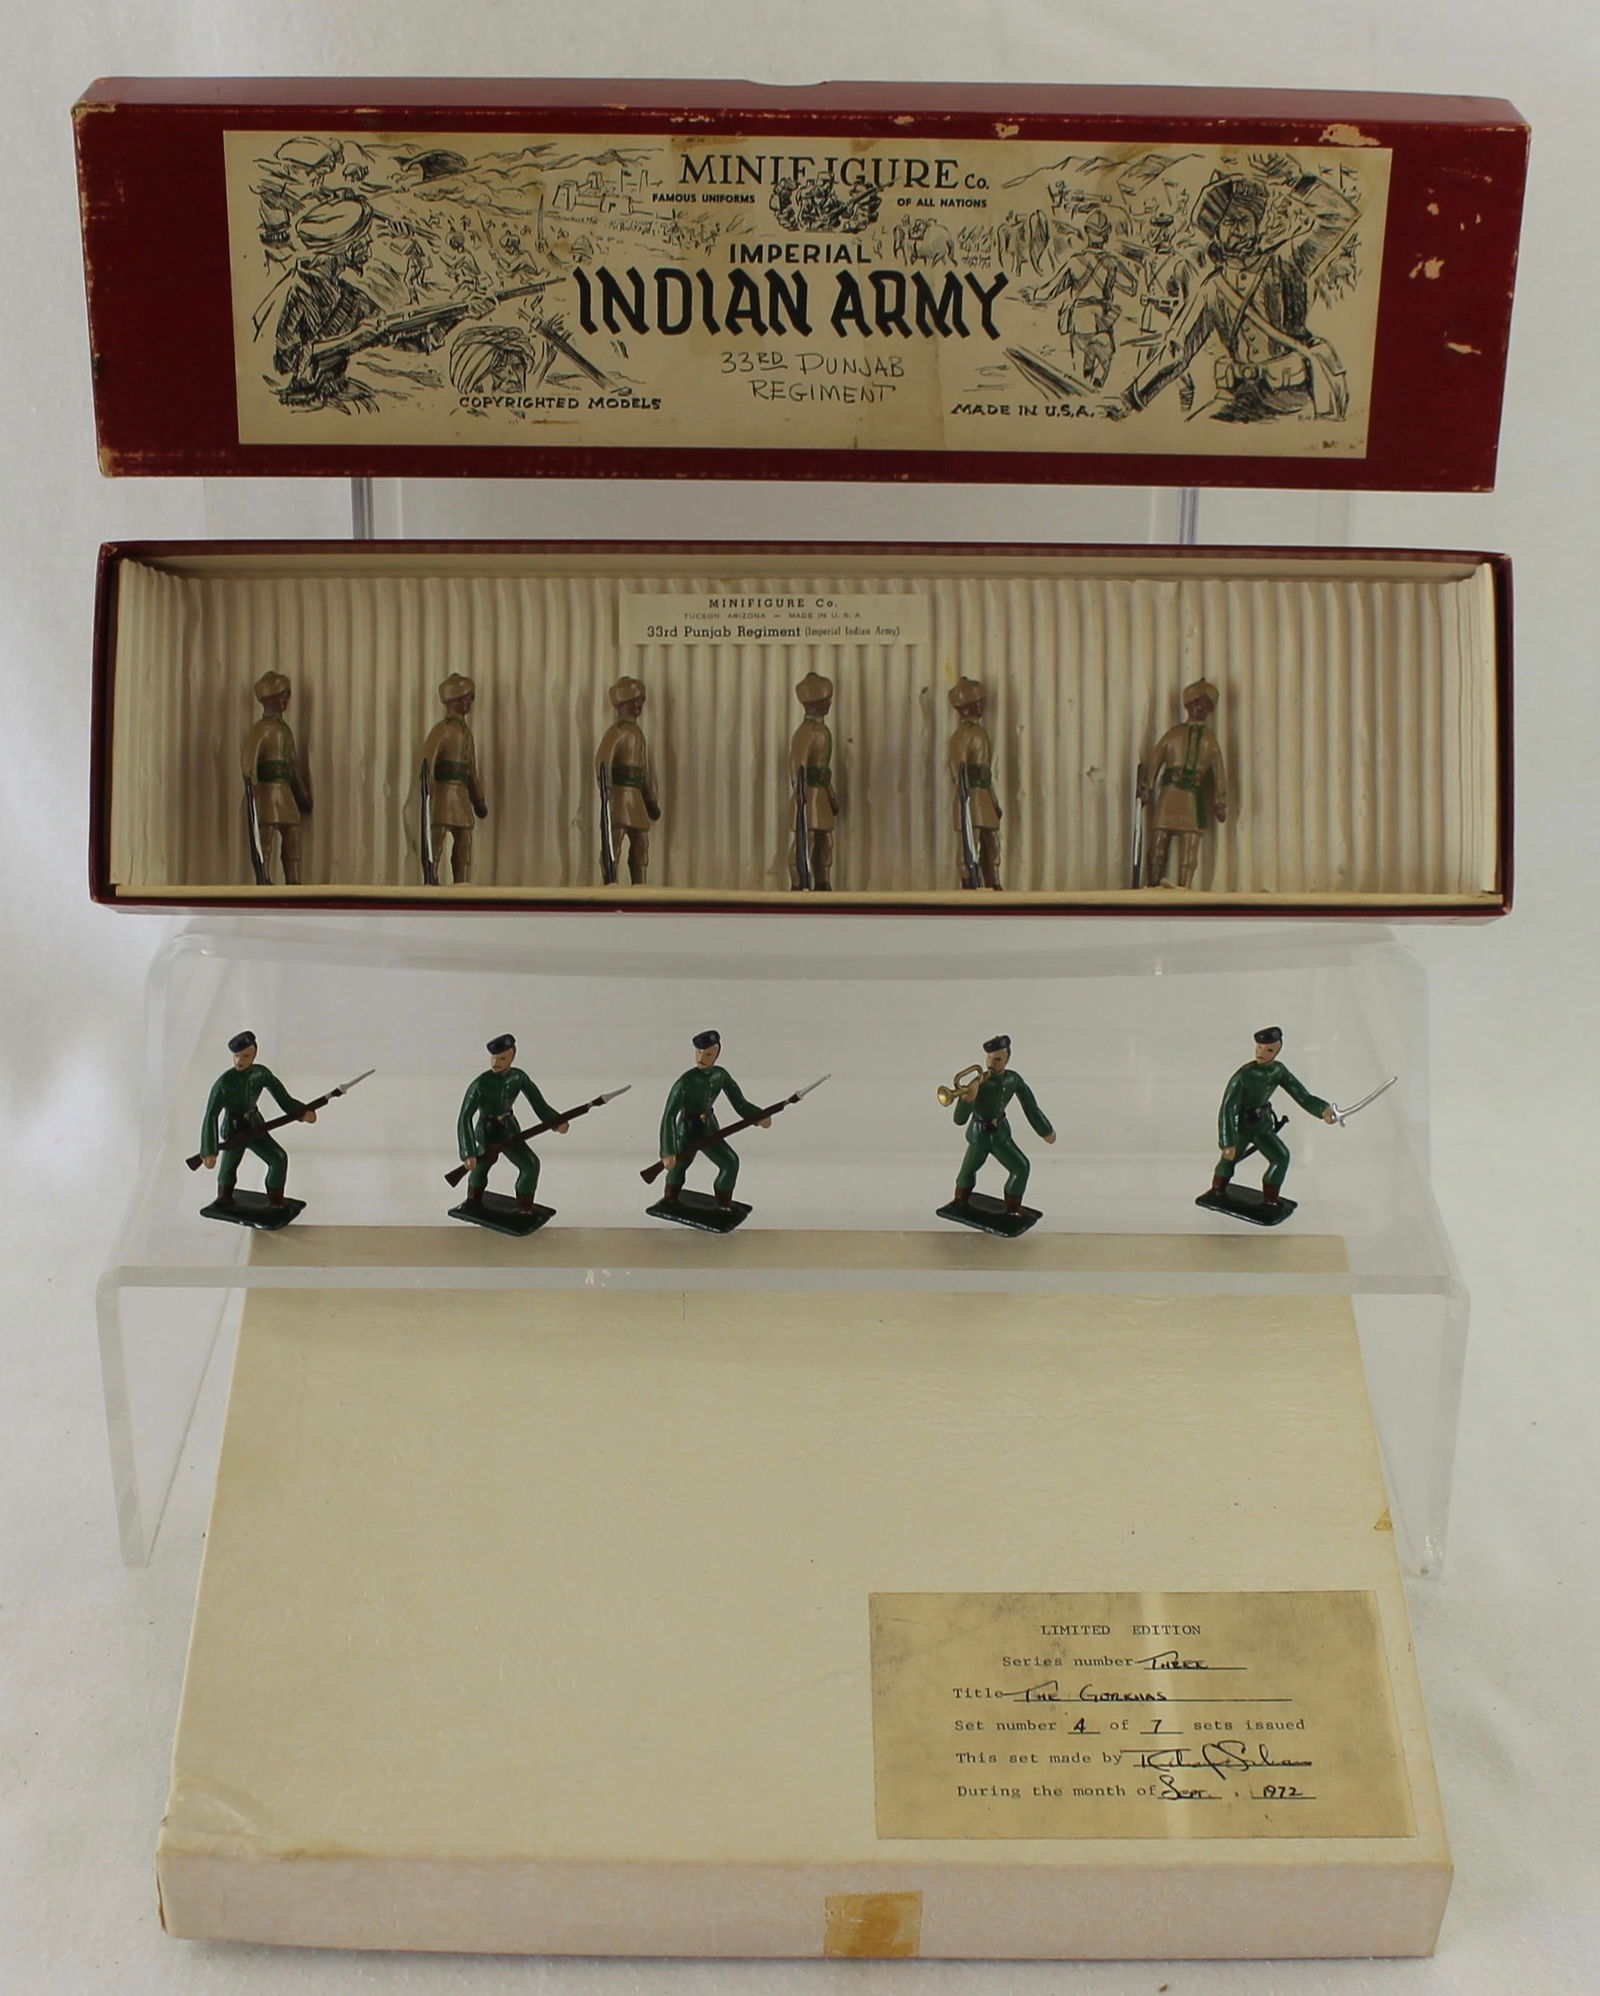 MINIFIGURE Co.
FAMOUS UNIFORMS OF ALL NATIONS
IMPERIAL
INDIAN ARMY
33RD PUNJAB
REGIMENT
COPYRIGHTED MODELS MADE IN U.S.A.
MINIFIGURE Co.
TUCSON, ARIZONA — MADE IN U. S. A.
33rd Punjab Regiment (Imperial Indian Army)
LIMITED EDITION
Series number THREE
Title THE GORKHAS
Set number 4 of 7 sets issued
This set made by
During the month of Sept. , 1972